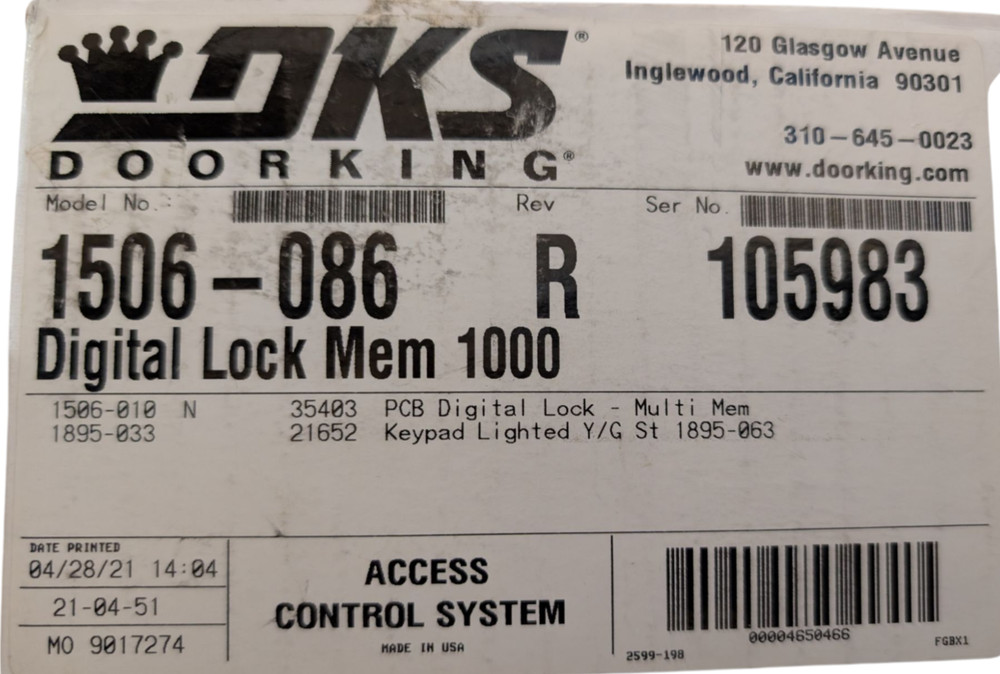 DKS®
DOORKING®
120 Glasgow Avenue
Inglewood, California 90301
310-645-0023
www.doorking.com
Model No.: Rev Ser No.
1506-086 R 105983
Digital Lock Mem 1000
1506-010 N 35403 PCB Digital Lock - Multi Mem
1895-033 21652 Keypad Lighted Y/G St 1895-063
DATE PRINTED
04/28/21 14:04
21-04-51
MO 9017274
ACCESS
CONTROL SYSTEM
MADE IN USA
00004650466
2599-198 FGBX1